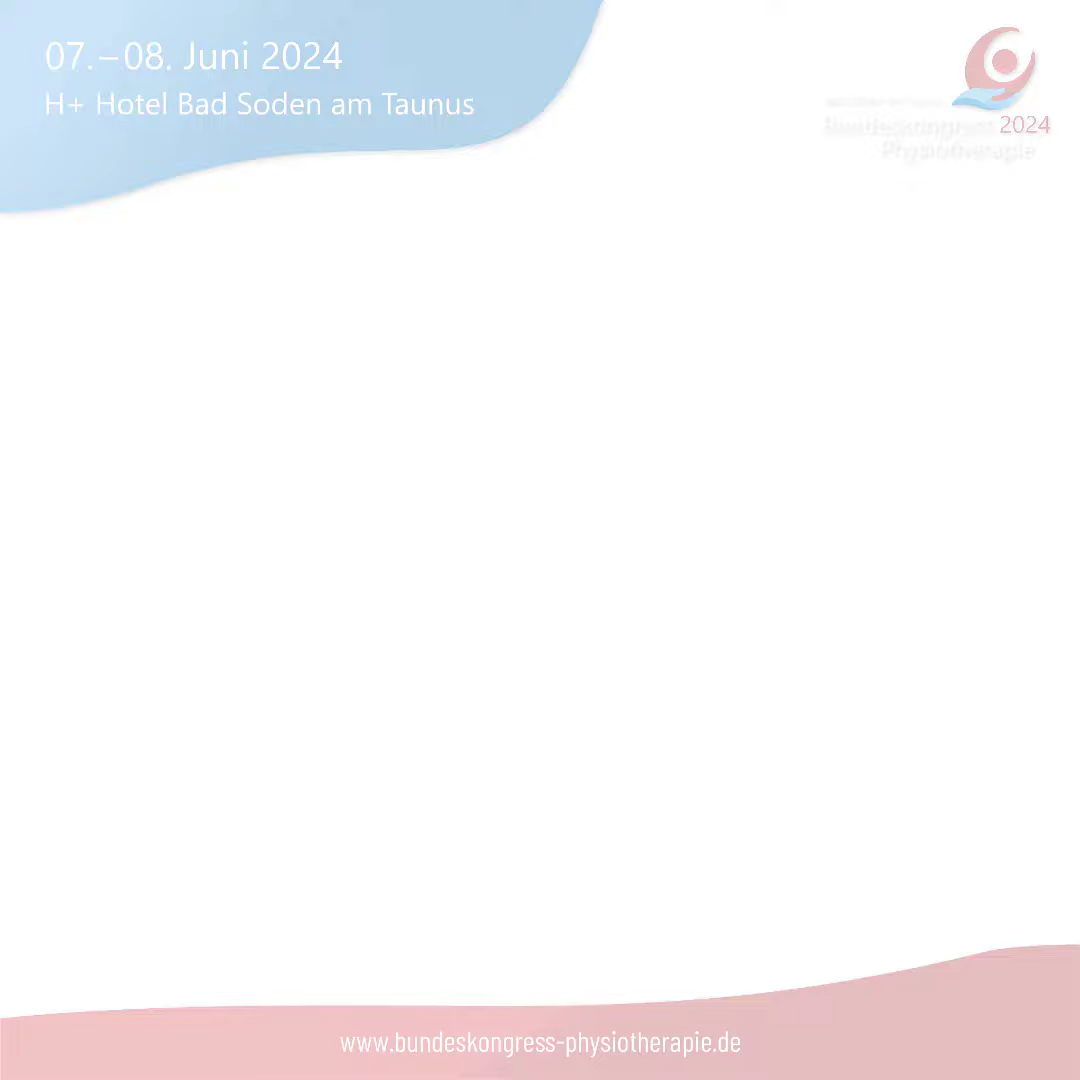 07.–08. Juni 2024
H+ Hotel Bad Soden am Taunus
Bundeskongress 2024
Physiotherapie
www.bundeskongress-physiotherapie.de